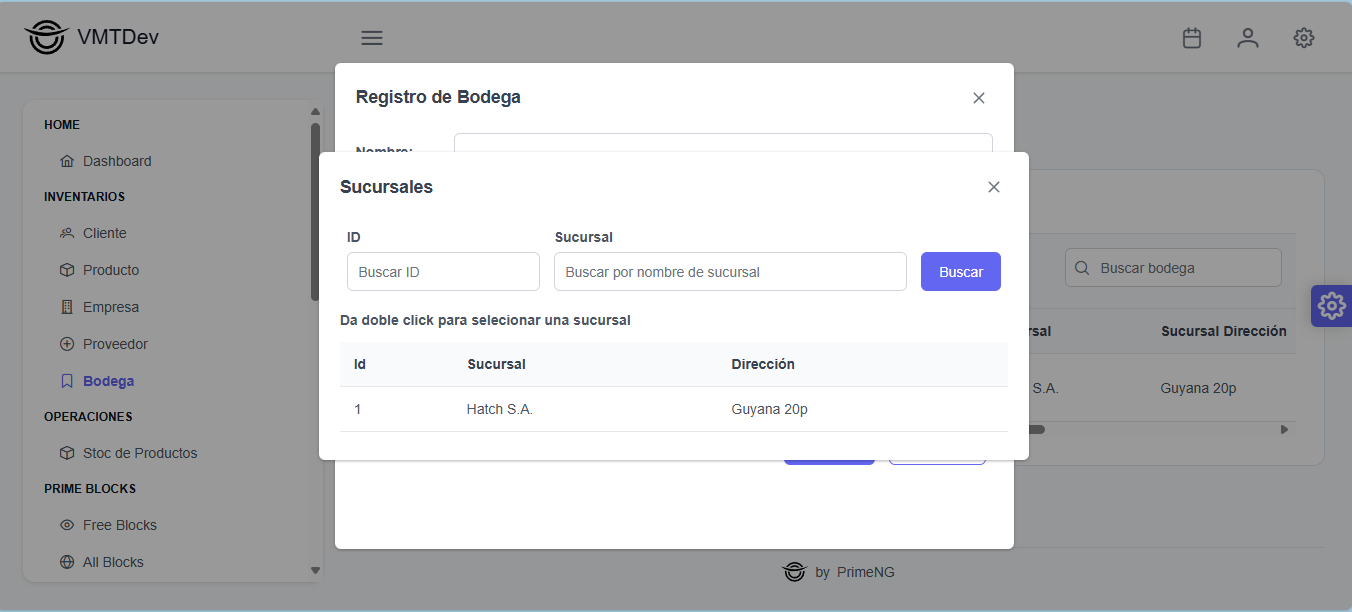 VMTDev
HOME
Dashboard
INVENTARIOS
Cliente
Producto
Empresa
Proveedor
Bodega
OPERACIONES
Stoc de Productos
PRIME BLOCKS
Free Blocks
All Blocks
Registro de Bodega
Nombre:
Sucursales
ID
Sucursal
Buscar ID
Buscar por nombre de sucursal
Buscar
Da doble click para selecionar una sucursal
Id Sucursal Dirección
1 Hatch S.A. Guyana 20p
Buscar bodega
rsal Sucursal Dirección
S.A. Guyana 20p
by PrimeNG